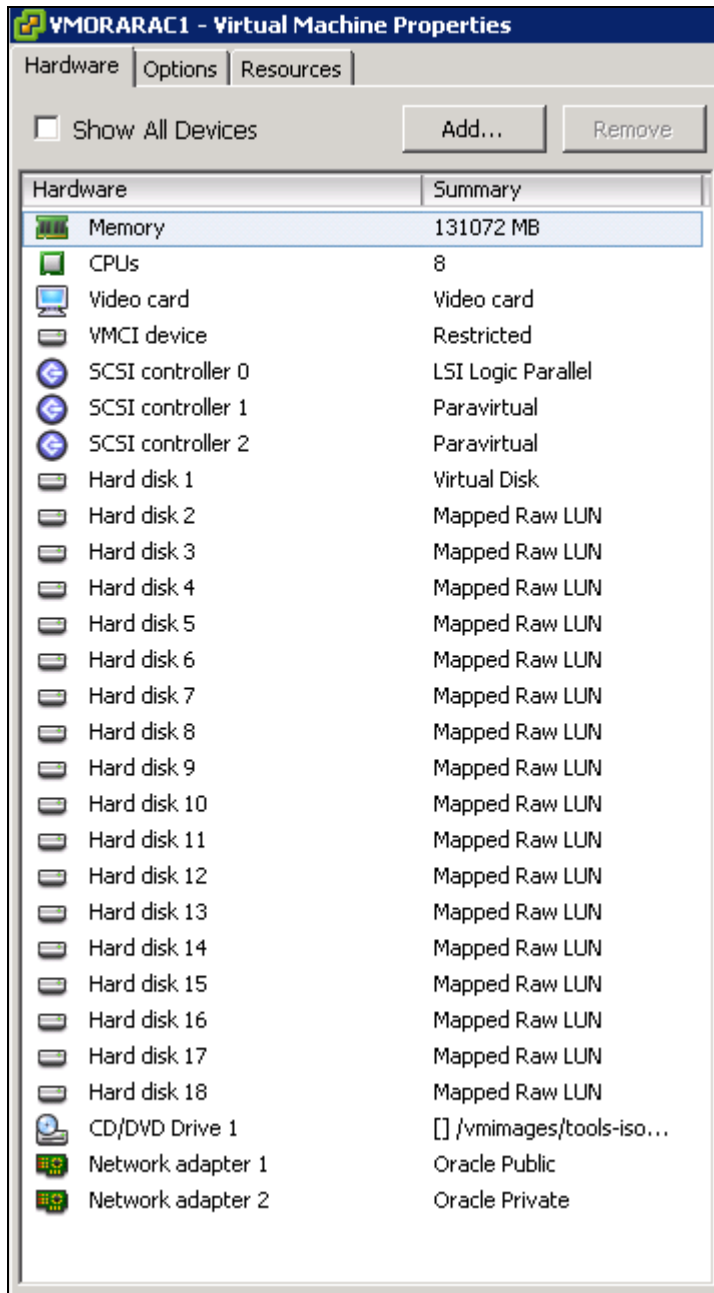 VMORARAC1 - Virtual Machine Properties
Hardware Options Resources
Show All Devices Add... Remove
Hardware Summary
Memory 131072 MB
CPUs 8
Video card Video card
VMCI device Restricted
SCSI controller 0 LSI Logic Parallel
SCSI controller 1 Paravirtual
SCSI controller 2 Paravirtual
Hard disk 1 Virtual Disk
Hard disk 2 Mapped Raw LUN
Hard disk 3 Mapped Raw LUN
Hard disk 4 Mapped Raw LUN
Hard disk 5 Mapped Raw LUN
Hard disk 6 Mapped Raw LUN
Hard disk 7 Mapped Raw LUN
Hard disk 8 Mapped Raw LUN
Hard disk 9 Mapped Raw LUN
Hard disk 10 Mapped Raw LUN
Hard disk 11 Mapped Raw LUN
Hard disk 12 Mapped Raw LUN
Hard disk 13 Mapped Raw LUN
Hard disk 14 Mapped Raw LUN
Hard disk 15 Mapped Raw LUN
Hard disk 16 Mapped Raw LUN
Hard disk 17 Mapped Raw LUN
Hard disk 18 Mapped Raw LUN
CD/DVD Drive 1 [] /vmimages/tools-iso...
Network adapter 1 Oracle Public
Network adapter 2 Oracle Private